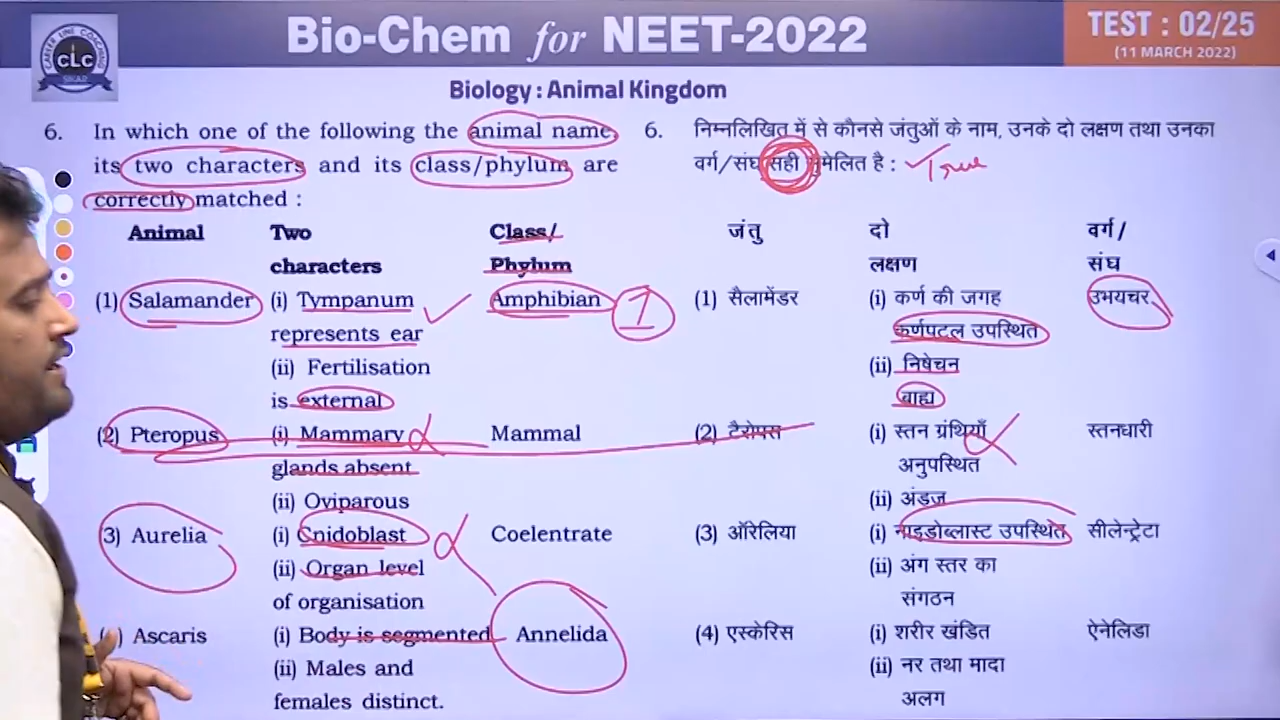 Bio-Chem for NEET-2022
TEST : 02/25
(11 MARCH 2022)
CAREER LINE COACHING
CLC
SIKAR
Biology : Animal Kingdom
6. In which one of the following the animal name,
its two characters and its class/phylum are
correctly matched :
Animal Two Class/
characters Phylum
(1) Salamander (i) Tympanum Amphibian 1
represents ear
(ii) Fertilisation
is external
(2) Pteropus (i) Mammary Mammal
glands absent
(ii) Oviparous
3) Aurelia (i) Cnidoblast Coelentrate
(ii) Organ level
of organisation
) Ascaris (i) Body is segmented Annelida
(ii) Males and
females distinct.
6. निम्नलिखित में से कौनसे जंतुओं के नाम, उनके दो लक्षण तथा उनका
वर्ग/संघ सही सुमेलित है : True
जंतु दो वर्ग/
लक्षण संघ
(1) सैलामेंडर (i) कर्ण की जगह उभयचर
कर्णपटल उपस्थित
(ii) निषेचन
बाह्य
(2) टैरोपस (i) स्तन ग्रंथियाँ स्तनधारी
अनुपस्थित
(ii) अंडज
(3) ऑरेलिया (i) नाइडोब्लास्ट उपस्थित सीलेन्ट्रेटा
(ii) अंग स्तर का
संगठन
(4) एस्केरिस (i) शरीर खंडित ऐनेलिडा
(ii) नर तथा मादा
अलग